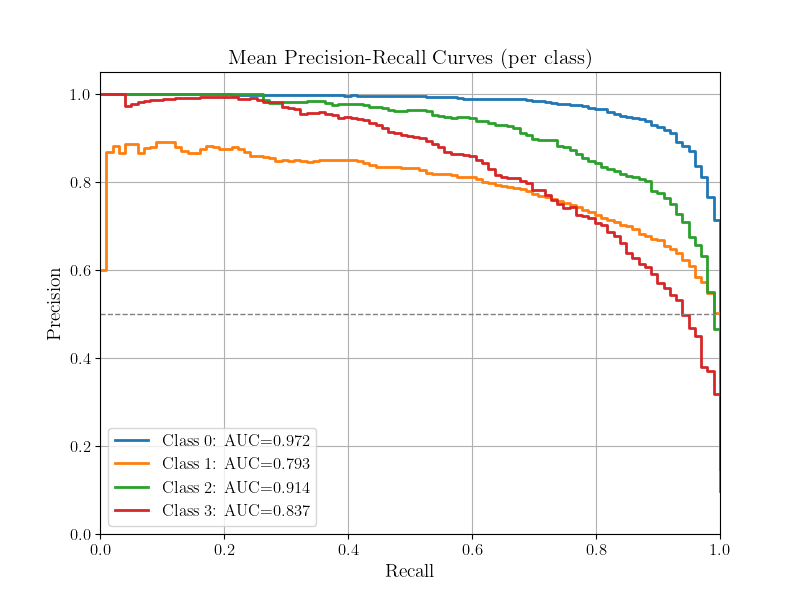 Mean Precision-Recall Curves (per class)
1.0
0.8
0.6
0.4
0.2
0.0
Precision
Class 0: AUC=0.972
Class 1: AUC=0.793
Class 2: AUC=0.914
Class 3: AUC=0.837
0.0 0.2 0.4 0.6 0.8 1.0
Recall